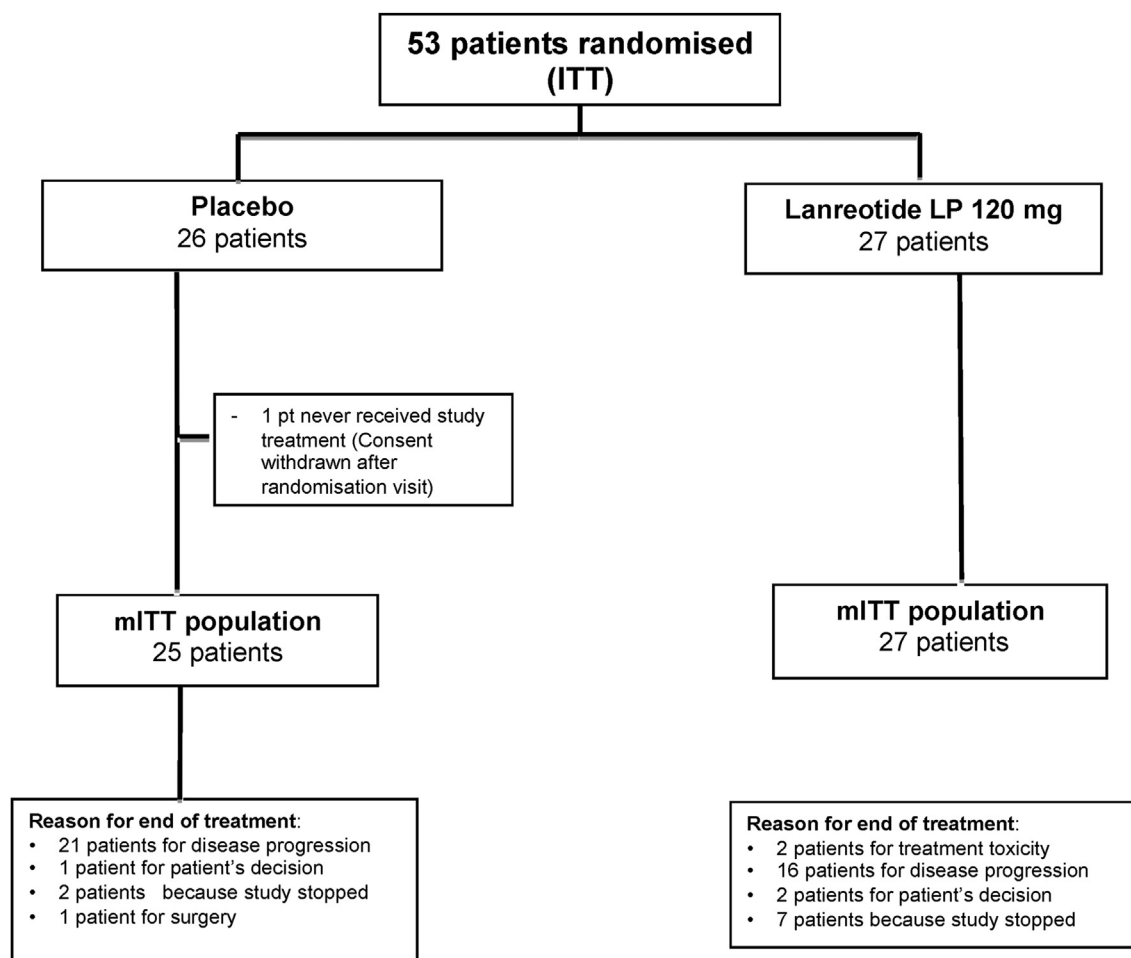 53 patients randomised
(ITT)
Placebo
26 patients
Lanreotide LP 120 mg
27 patients
- 1 pt never received study
treatment (Consent
withdrawn after
randomisation visit)
mITT population
25 patients
mITT population
27 patients
Reason for end of treatment:
• 21 patients for disease progression
• 1 patient for patient’s decision
• 2 patients because study stopped
• 1 patient for surgery
Reason for end of treatment:
• 2 patients for treatment toxicity
• 16 patients for disease progression
• 2 patients for patient’s decision
• 7 patients because study stopped